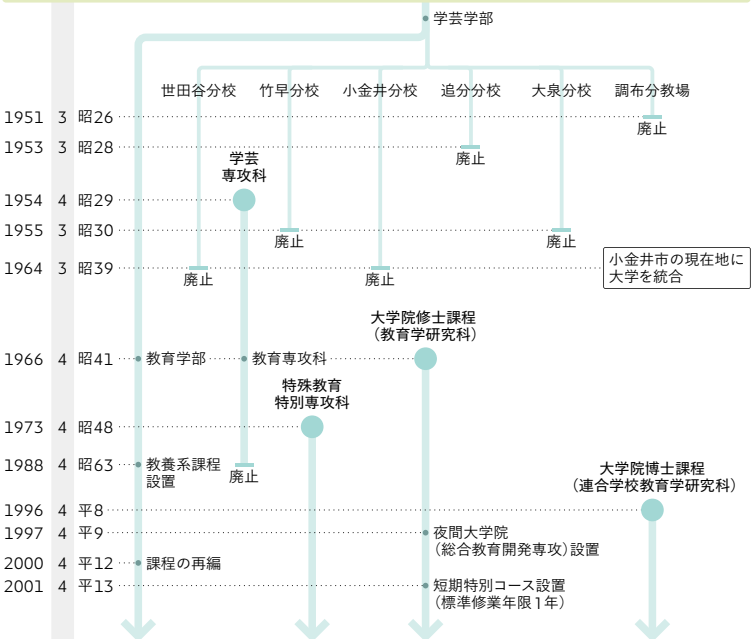 学芸学部
世田谷分校 竹早分校 小金井分校 追分分校 大泉分校 調布分教場
1951 3 昭26
廃止
1953 3 昭28
廃止
学芸
専攻科
1954 4 昭29
1955 3 昭30
廃止 廃止
1964 3 昭39
廃止 廃止
小金井市の現在地に
大学を統合
大学院修士課程
（教育学研究科）
1966 4 昭41 教育学部 教育専攻科
特殊教育
特別専攻科
1973 4 昭48
1988 4 昭63 教養系課程
設置
廃止
大学院博士課程
（連合学校教育学研究科）
1996 4 平8
1997 4 平9 夜間大学院
（総合教育開発専攻）設置
2000 4 平12 課程の再編
2001 4 平13 短期特別コース設置
（標準修業年限1年）